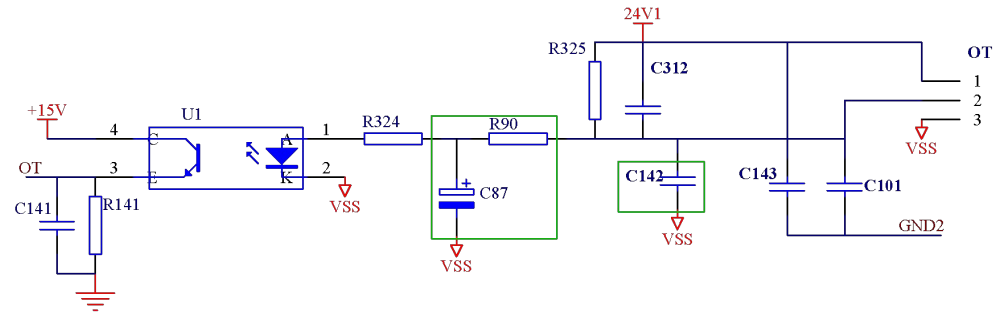 24V1
R325
C312
OT
1
2
3
VSS
+15V
U1
4
C
A
1
R324
R90
OT
3
E
K
2
VSS
C141
R141
+
C87
VSS
C142
VSS
C143
C101
GND2